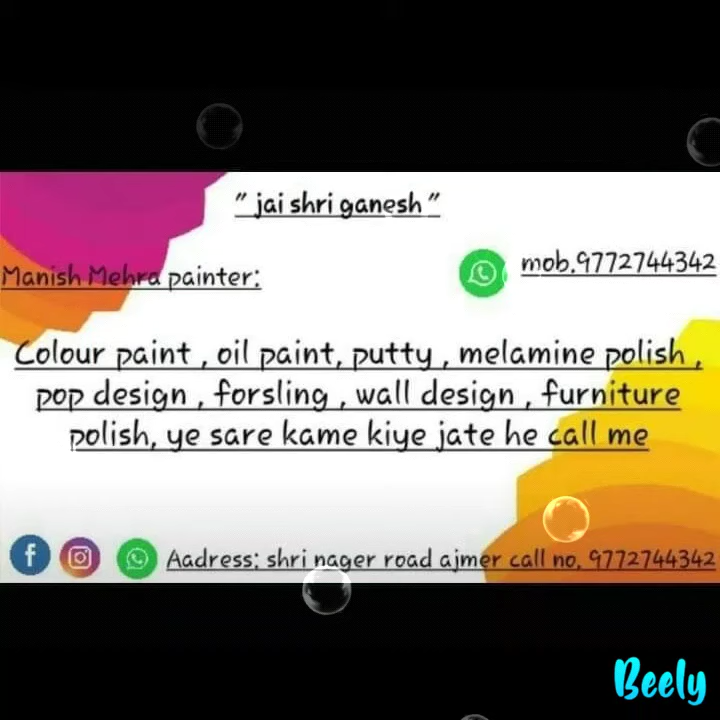 " jai shri ganesh "
Manish Mehra painter:
mob.9772744342
Colour paint , oil paint, putty , melamine polish ,
pop design , forsling , wall design , furniture
polish, ye sare kame kiye jate he call me
Aadress: shri nager road ajmer call no. 9772744342
Beely